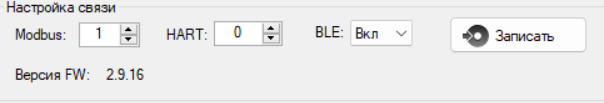 Настройка связи
Modbus: 1 HART: 0 BLE: Вкл Записать
Версия FW: 2.9.16